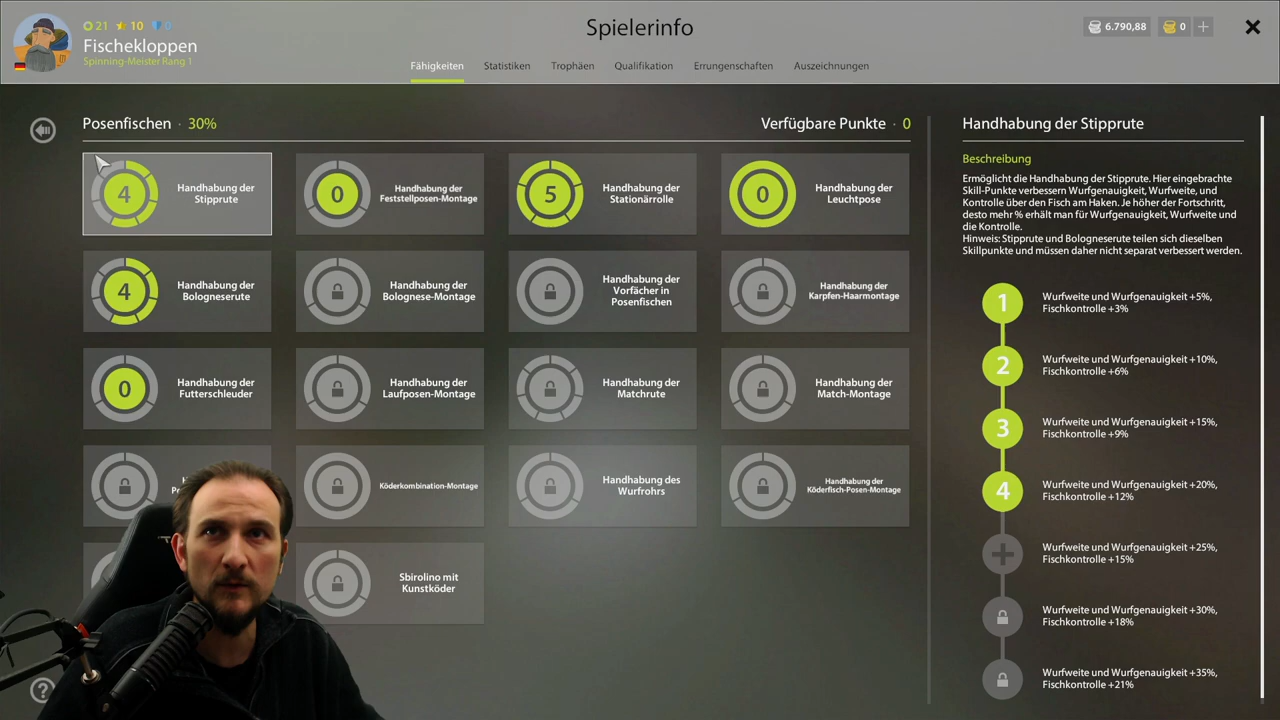 21 10 0
Spielerinfo
6.790,88 0
Fischekloppen
Spinning-Meister Rang 1
Fähigkeiten Statistiken Trophäen Qualifikation Errungenschaften Auszeichnungen
Posenfischen · 30%
Verfügbare Punkte · 0
4 Handhabung der
Stipprute
0 Handhabung der
Feststellposen-Montage
5 Handhabung der
Stationärrolle
0 Handhabung der
Leuchtpose
4 Handhabung der
Bologneserute
Handhabung der
Bolognese-Montage
Handhabung der
Vorfächer in
Posenfischen
Handhabung der
Karpfen-Haarmontage
0 Handhabung der
Futterschleuder
Handhabung der
Laufposen-Montage
Handhabung der
Matchrute
Handhabung der
Match-Montage
Köderkombination-Montage
Handhabung des
Wurfrohrs
Handhabung der
Köderfisch-Posen-Montage
Sbirolino mit
Kunstköder
?
Handhabung der Stipprute
Beschreibung
Ermöglicht die Handhabung der Stipprute. Hier eingebrachte
Skill-Punkte verbessern Wurfgenauigkeit, Wurfweite, und
Kontrolle über den Fisch am Haken. Je höher der Fortschritt,
desto mehr % erhält man für Wurfgenauigkeit, Wurfweite und
die Kontrolle.
Hinweis: Stipprute und Bologneserute teilen sich dieselben
Skillpunkte und müssen daher nicht separat verbessert werden.
1 Wurfweite und Wurfgenauigkeit +5%,
Fischkontrolle +3%
2 Wurfweite und Wurfgenauigkeit +10%,
Fischkontrolle +6%
3 Wurfweite und Wurfgenauigkeit +15%,
Fischkontrolle +9%
4 Wurfweite und Wurfgenauigkeit +20%,
Fischkontrolle +12%
Wurfweite und Wurfgenauigkeit +25%,
Fischkontrolle +15%
Wurfweite und Wurfgenauigkeit +30%,
Fischkontrolle +18%
Wurfweite und Wurfgenauigkeit +35%,
Fischkontrolle +21%